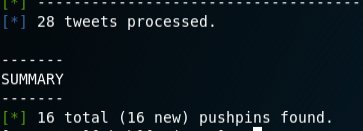 [*] --------------------------------------
[*] 28 tweets processed.
-------
SUMMARY
-------
[*] 16 total (16 new) pushpins found.